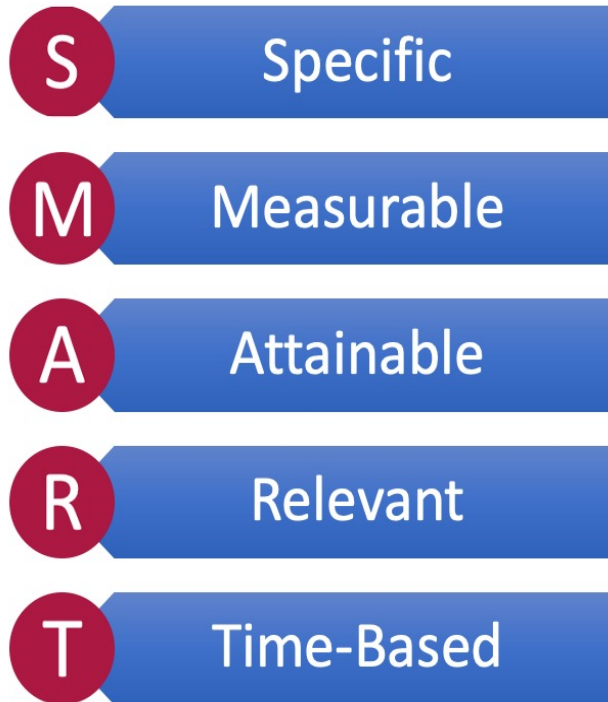 S Specific
M Measurable
A Attainable
R Relevant
T Time-Based